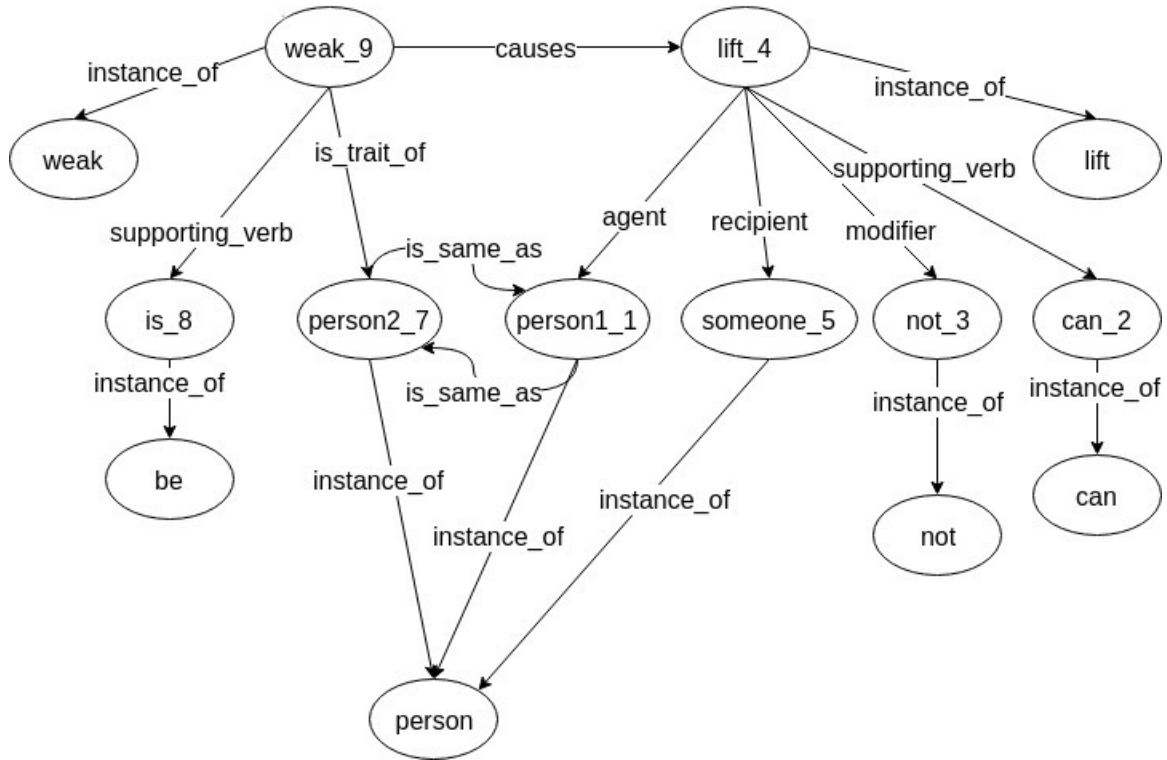 weak_9 causes lift_4
instance_of
instance_of
weak
is_trait_of
lift
supporting_verb
agent
recipient
supporting_verb
modifier
is_same_as
is_8
person2_7
person1_1
someone_5
not_3
can_2
instance_of
is_same_as
instance_of
instance_of
be
instance_of
instance_of
instance_of
can
not
person